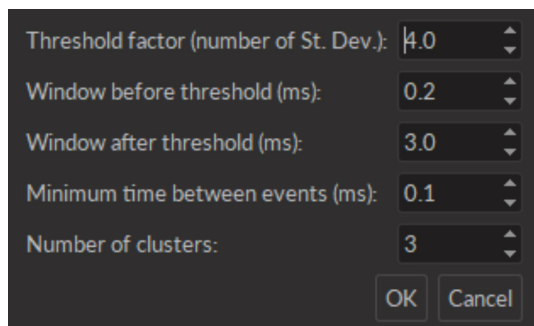 Threshold factor (number of St. Dev.): 4.0
Window before threshold (ms): 0.2
Window after threshold (ms): 3.0
Minimum time between events (ms): 0.1
Number of clusters: 3
OK Cancel